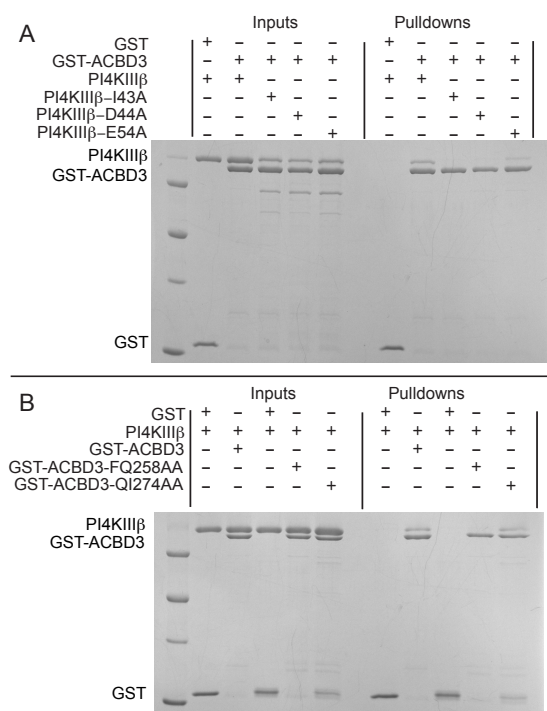 A
Inputs Pulldowns
GST + – – – – + – – – –
GST-ACBD3 – + + + + – + + + +
PI4KIIIβ + + – – – + + – – –
PI4KIIIβ–I43A – – + – – – – + – –
PI4KIIIβ–D44A – – – + – – – – + –
PI4KIIIβ–E54A – – – – + – – – – +
PI4KIIIβ
GST-ACBD3
GST
B
Inputs Pulldowns
GST + – + – – + – + – –
PI4KIIIβ + + + + + + + + + +
GST-ACBD3 – + – – – – + – – –
GST-ACBD3-FQ258AA – – – + – – – – + –
GST-ACBD3-QI274AA – – – – + – – – – +
PI4KIIIβ
GST-ACBD3
GST